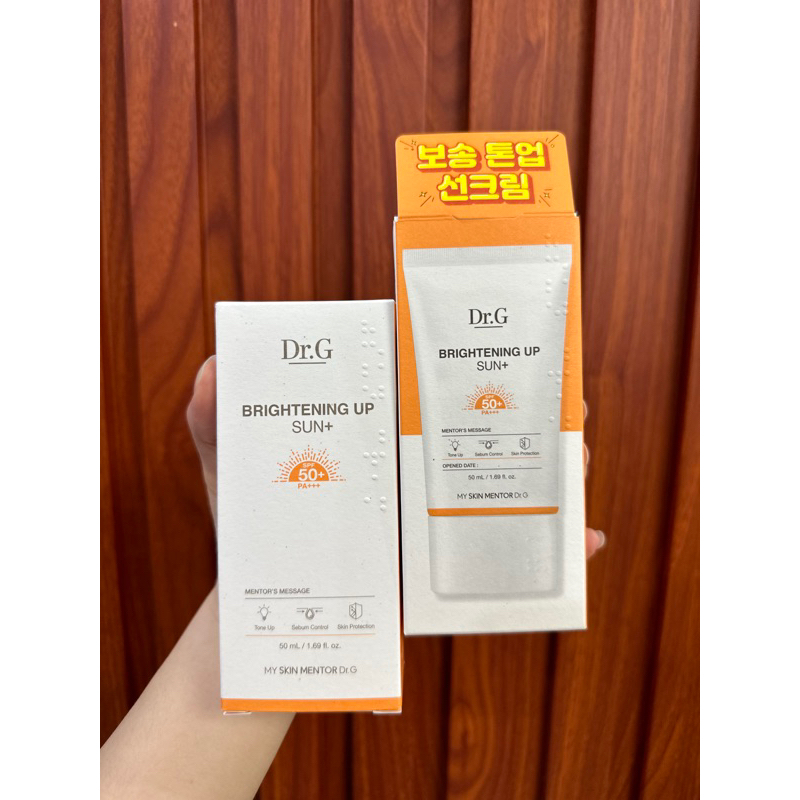 Dr.G
BRIGHTENING UP
SUN+
SPF
50+
PA+++
MENTOR'S MESSAGE
Tone Up Sebum Control Skin Protection
50 mL / 1.69 fl. oz.
MY SKIN MENTOR Dr.G
보송 톤업
선크림
Dr.G
BRIGHTENING UP
SUN+
SPF
50+
PA+++
MENTOR'S MESSAGE
Tone Up Sebum Control Skin Protection
OPENED DATE :
50 mL / 1.69 fl. oz.
MY SKIN MENTOR Dr.G